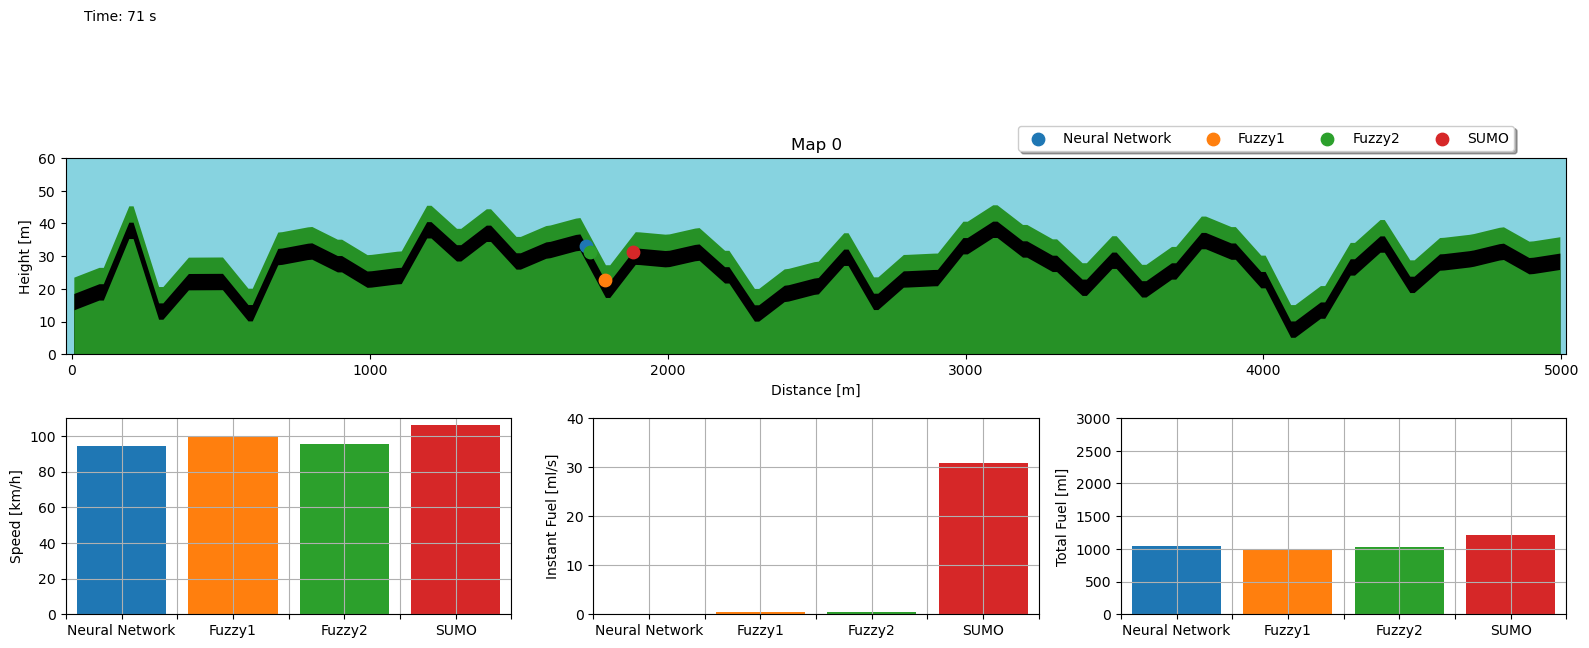 Time: 71 s
Map 0
Neural Network Fuzzy1 Fuzzy2 SUMO
Height [m]
60
50
40
30
20
10
0
0 1000 2000 3000 4000 5000
Distance [m]
Speed [km/h]
100
80
60
40
20
0
Neural Network Fuzzy1 Fuzzy2 SUMO
Instant Fuel [ml/s]
40
30
20
10
0
Neural Network Fuzzy1 Fuzzy2 SUMO
Total Fuel [ml]
3000
2500
2000
1500
1000
500
0
Neural Network Fuzzy1 Fuzzy2 SUMO